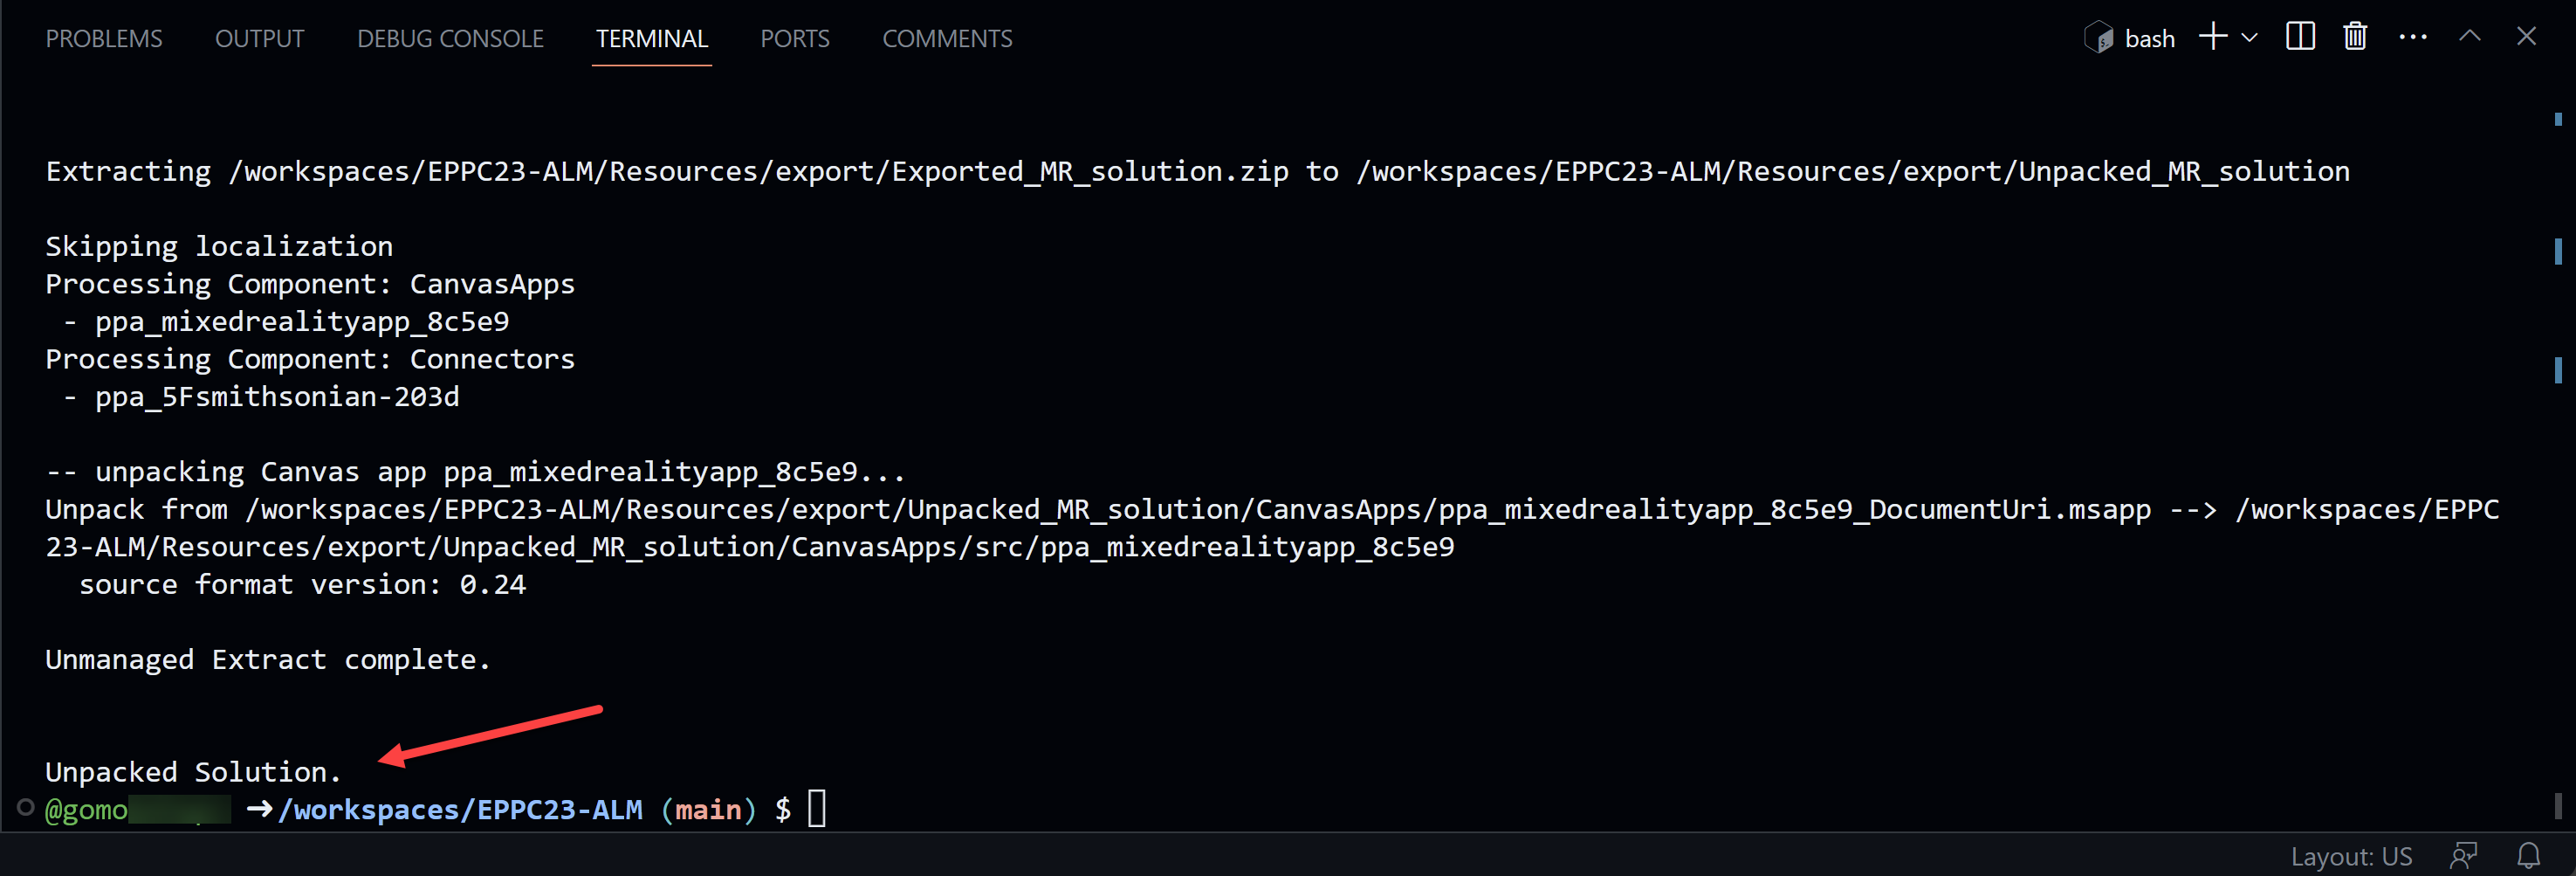 PROBLEMS OUTPUT DEBUG CONSOLE TERMINAL PORTS COMMENTS bash
Extracting /workspaces/EPPC23-ALM/Resources/export/Exported_MR_solution.zip to /workspaces/EPPC23-ALM/Resources/export/Unpacked_MR_solution
Skipping localization
Processing Component: CanvasApps
- ppa_mixedrealityapp_8c5e9
Processing Component: Connectors
- ppa_5Fsmithsonian-203d
-- unpacking Canvas app ppa_mixedrealityapp_8c5e9...
Unpack from /workspaces/EPPC23-ALM/Resources/export/Unpacked_MR_solution/CanvasApps/ppa_mixedrealityapp_8c5e9_DocumentUri.msapp --> /workspaces/EPPC
23-ALM/Resources/export/Unpacked_MR_solution/CanvasApps/src/ppa_mixedrealityapp_8c5e9
source format version: 0.24
Unmanaged Extract complete.
Unpacked Solution.
@gomo ➜ /workspaces/EPPC23-ALM (main) $
Layout: US